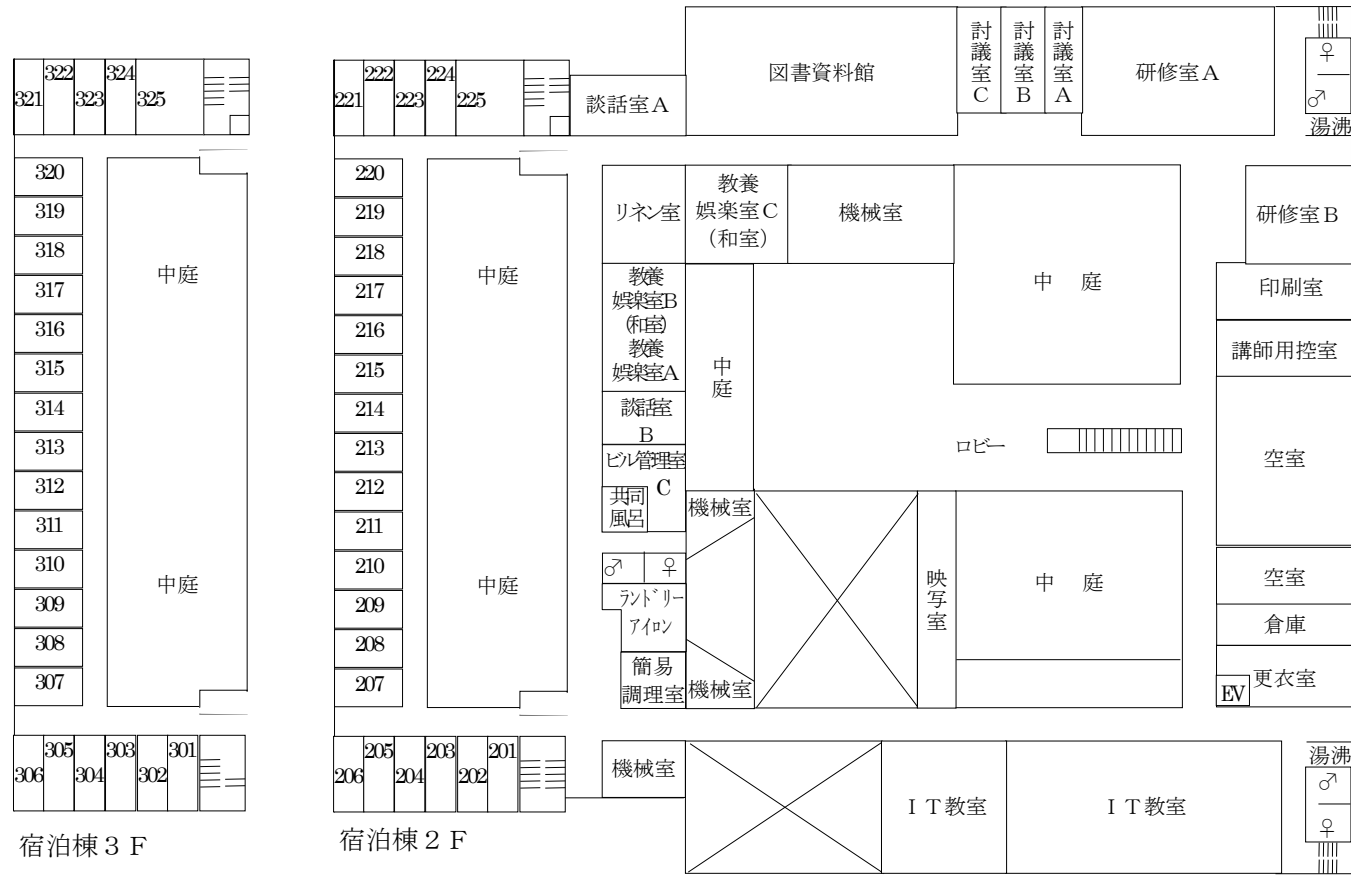 321
322
323
324
325
320
319
318
317
316
315
314
313
312
311
310
309
308
307
306
305
304
303
302
301
中庭
中庭
宿泊棟３Ｆ
221
222
223
224
225
220
219
218
217
216
215
214
213
212
211
210
209
208
207
206
205
204
203
202
201
中庭
中庭
宿泊棟２Ｆ
談話室Ａ
図書資料館
討議室Ｃ
討議室Ｂ
討議室Ａ
研修室Ａ
♀
♂
湯沸
リネン室
教養
娯楽室Ｃ
（和室）
機械室
中　庭
研修室Ｂ
印刷室
講師用控室
空室
空室
倉庫
更衣室
EV
教養
娯楽室B
(和室)
教養
娯楽室A
中庭
談話室
B
ビル管理室
C
共同
風呂
♂
♀
ランドリー
アイロン
簡易
調理室
機械室
機械室
映写室
中　庭
ロビー
機械室
ＩＴ教室
ＩＴ教室
湯沸
♂
♀